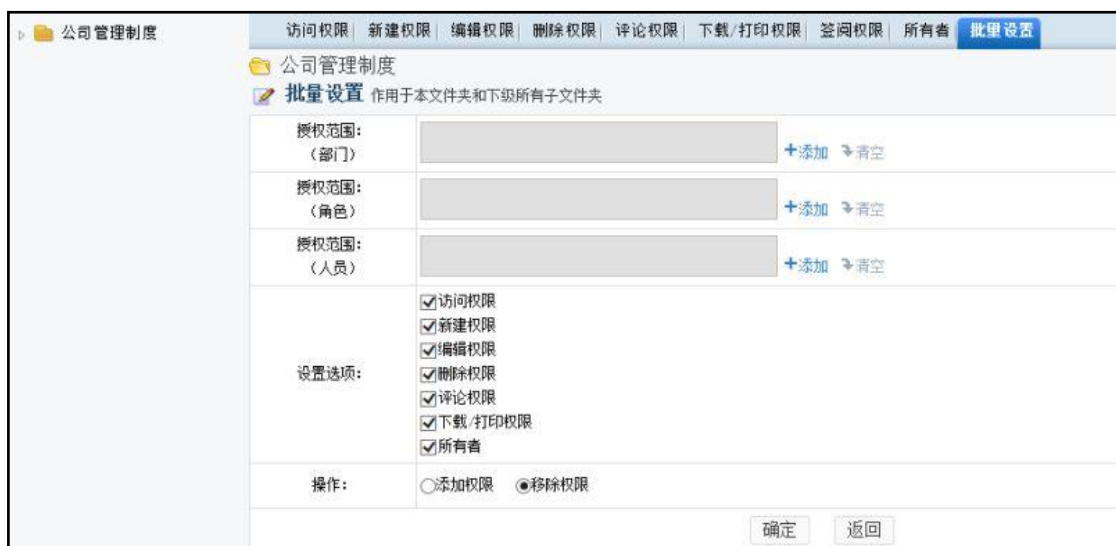 公司管理制度
访问权限 新建权限 编辑权限 删除权限 评论权限 下载/打印权限 签阅权限 所有者 批量设置
公司管理制度
批量设置 作用于本文件夹和下级所有子文件夹
授权范围：
（部门）
添加 清空
授权范围：
（角色）
添加 清空
授权范围：
（人员）
添加 清空
设置选项：
访问权限
新建权限
编辑权限
删除权限
评论权限
下载/打印权限
所有者
操作：
添加权限 移除权限
确定 返回